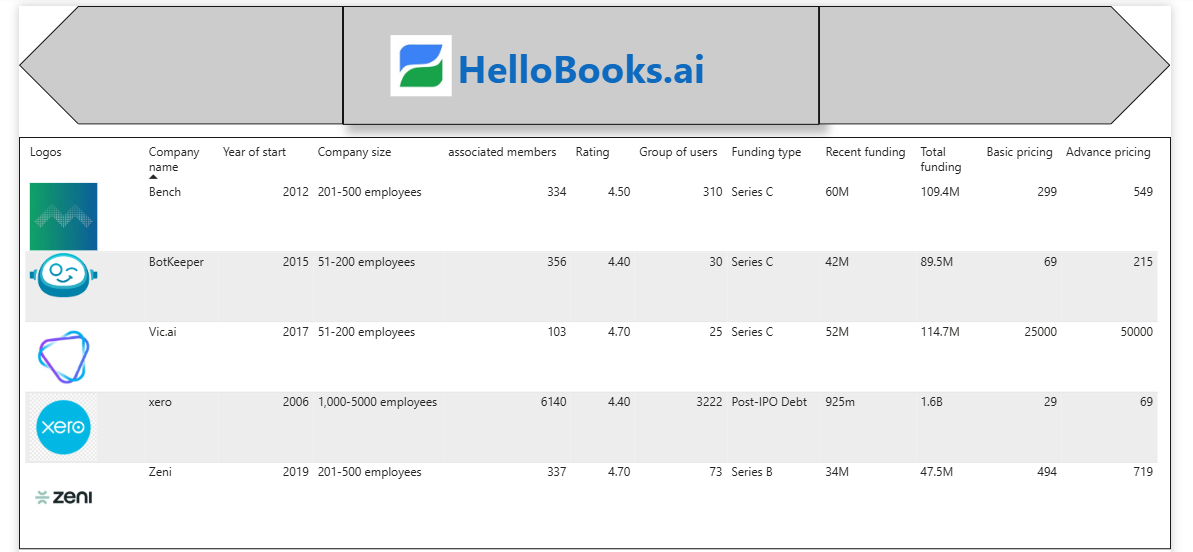 HelloBooks.ai
Logos Company name Year of start Company size associated members Rating Group of users Funding type Recent funding Total funding Basic pricing Advance pricing
Bench 2012 201-500 employees 334 4.50 310 Series C 60M 109.4M 299 549
BotKeeper 2015 51-200 employees 356 4.40 30 Series C 42M 89.5M 69 215
Vic.ai 2017 51-200 employees 103 4.70 25 Series C 52M 114.7M 25000 50000
xero xero 2006 1,000-5000 employees 6140 4.40 3222 Post-IPO Debt 925m 1.6B 29 69
Zeni 2019 201-500 employees 337 4.70 73 Series B 34M 47.5M 494 719
zeni